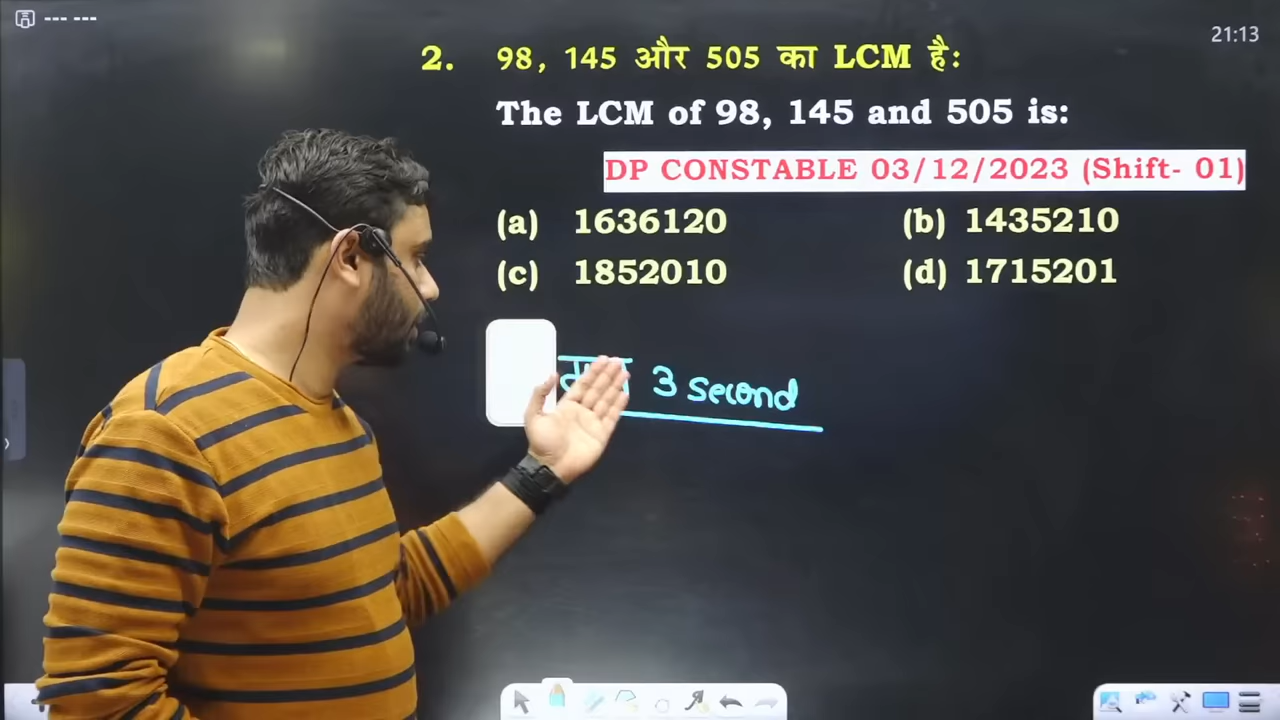 21:13
2. 98, 145 और 505 का LCM है:
The LCM of 98, 145 and 505 is:
DP CONSTABLE 03/12/2023 (Shift- 01)
(a) 1636120 (b) 1435210
(c) 1852010 (d) 1715201
3 second